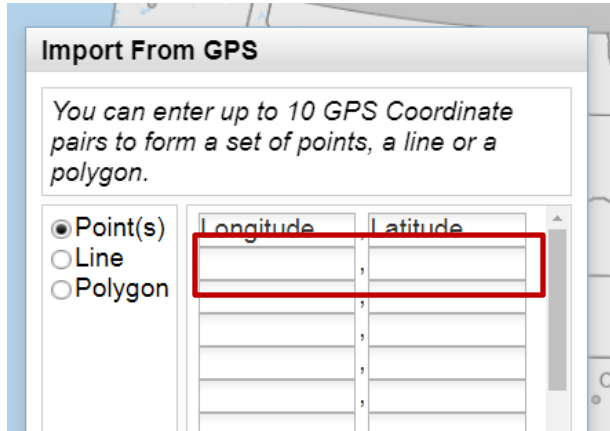 Import From GPS
You can enter up to 10 GPS Coordinate
pairs to form a set of points, a line or a
polygon.
Point(s)
Line
Polygon
Longitude , Latitude
,
,
,
,
,
C